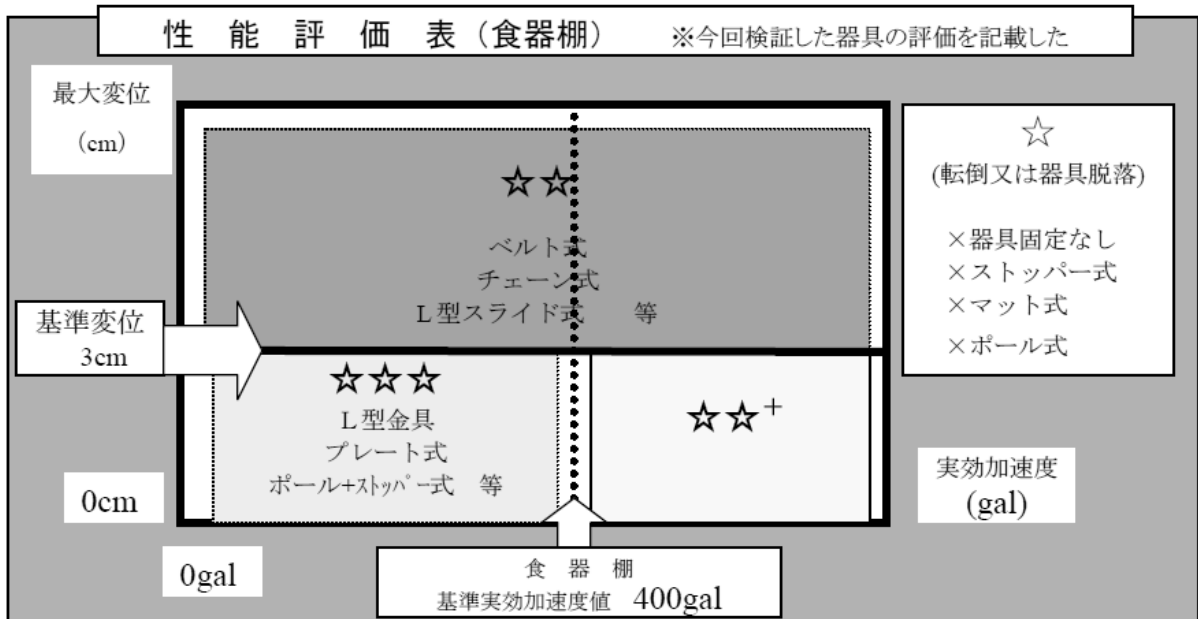 性 能 評 価 表（食器棚） ※今回検証した器具の評価を記載した
最大変位
(cm)
☆☆
ベルト式
チェーン式
L型スライド式 等
基準変位
3cm
☆☆☆
L型金具
プレート式
ポール+ｽﾄｯﾊﾟｰ式 等
☆☆+
☆
(転倒又は器具脱落)
×器具固定なし
×ストッパー式
×マット式
×ポール式
0cm
実効加速度
(gal)
0gal
食 器 棚
基準実効加速度値 400gal